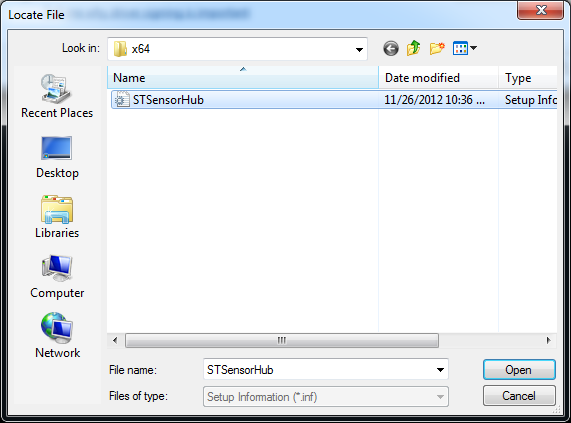 Locate File
Look in: x64
Name Date modified Type
STSensorHub 11/26/2012 10:36 ... Setup Info
Recent Places
Desktop
Libraries
Computer
Network
File name: STSensorHub Open
Files of type: Setup Information (*.inf) Cancel